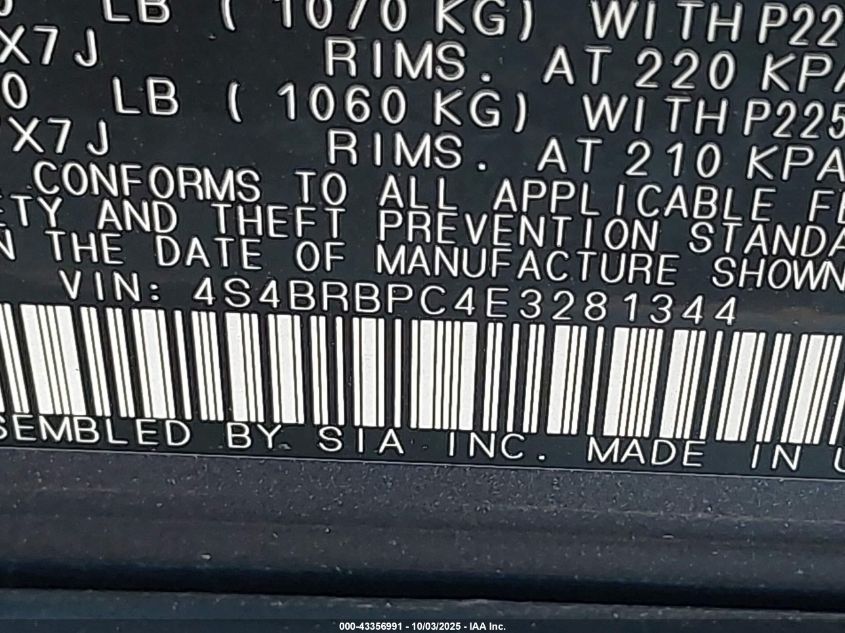 LB ( 1070 KG) WITH P22
X7J RIMS. AT 220 KPA
0 LB ( 1060 KG) WITH P225
X7J RIMS. AT 210 KPA
CONFORMS TO ALL APPLICABLE FE
ETY AND THEFT PREVENTION STANDA
N THE DATE OF MANUFACTURE SHOWN
VIN: 4S4BRBPC4E3281344
SEMBLED BY SIA INC. MADE IN U
000-43356991 - 10/03/2025 - IAA Inc.